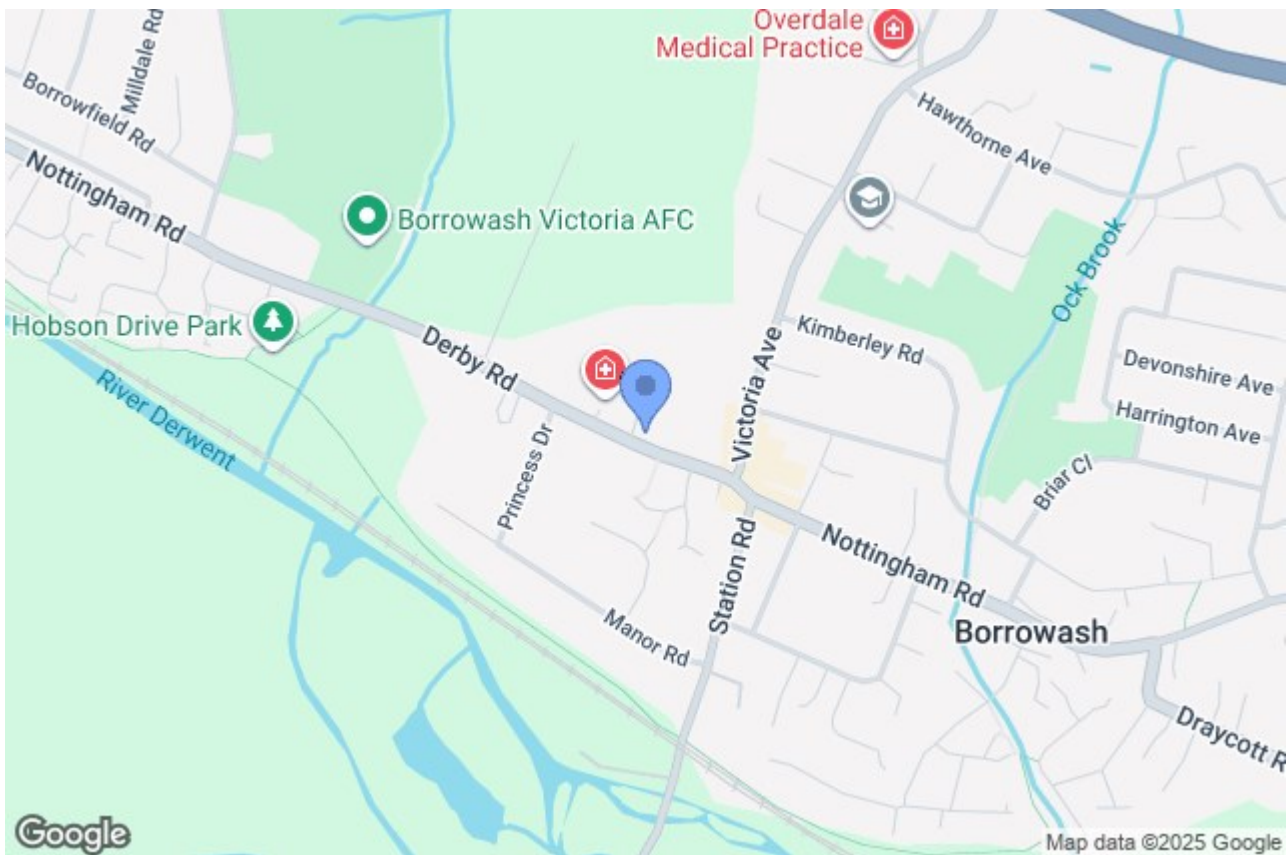 Overdale
Medical Practice
Milldale Rd
Borrowfield Rd
Hawthorne Ave
Nottingham Rd
Borrowash Victoria AFC
Ock Brook
Hobson Drive Park
Derby Rd
Kimberley Rd
Victoria Ave
Devonshire Ave
Harrington Ave
River Derwent
Princess Dr
Briar Cl
Station Rd
Nottingham Rd
Manor Rd
Borrowash
Draycott R
Google
Map data ©2025 Google